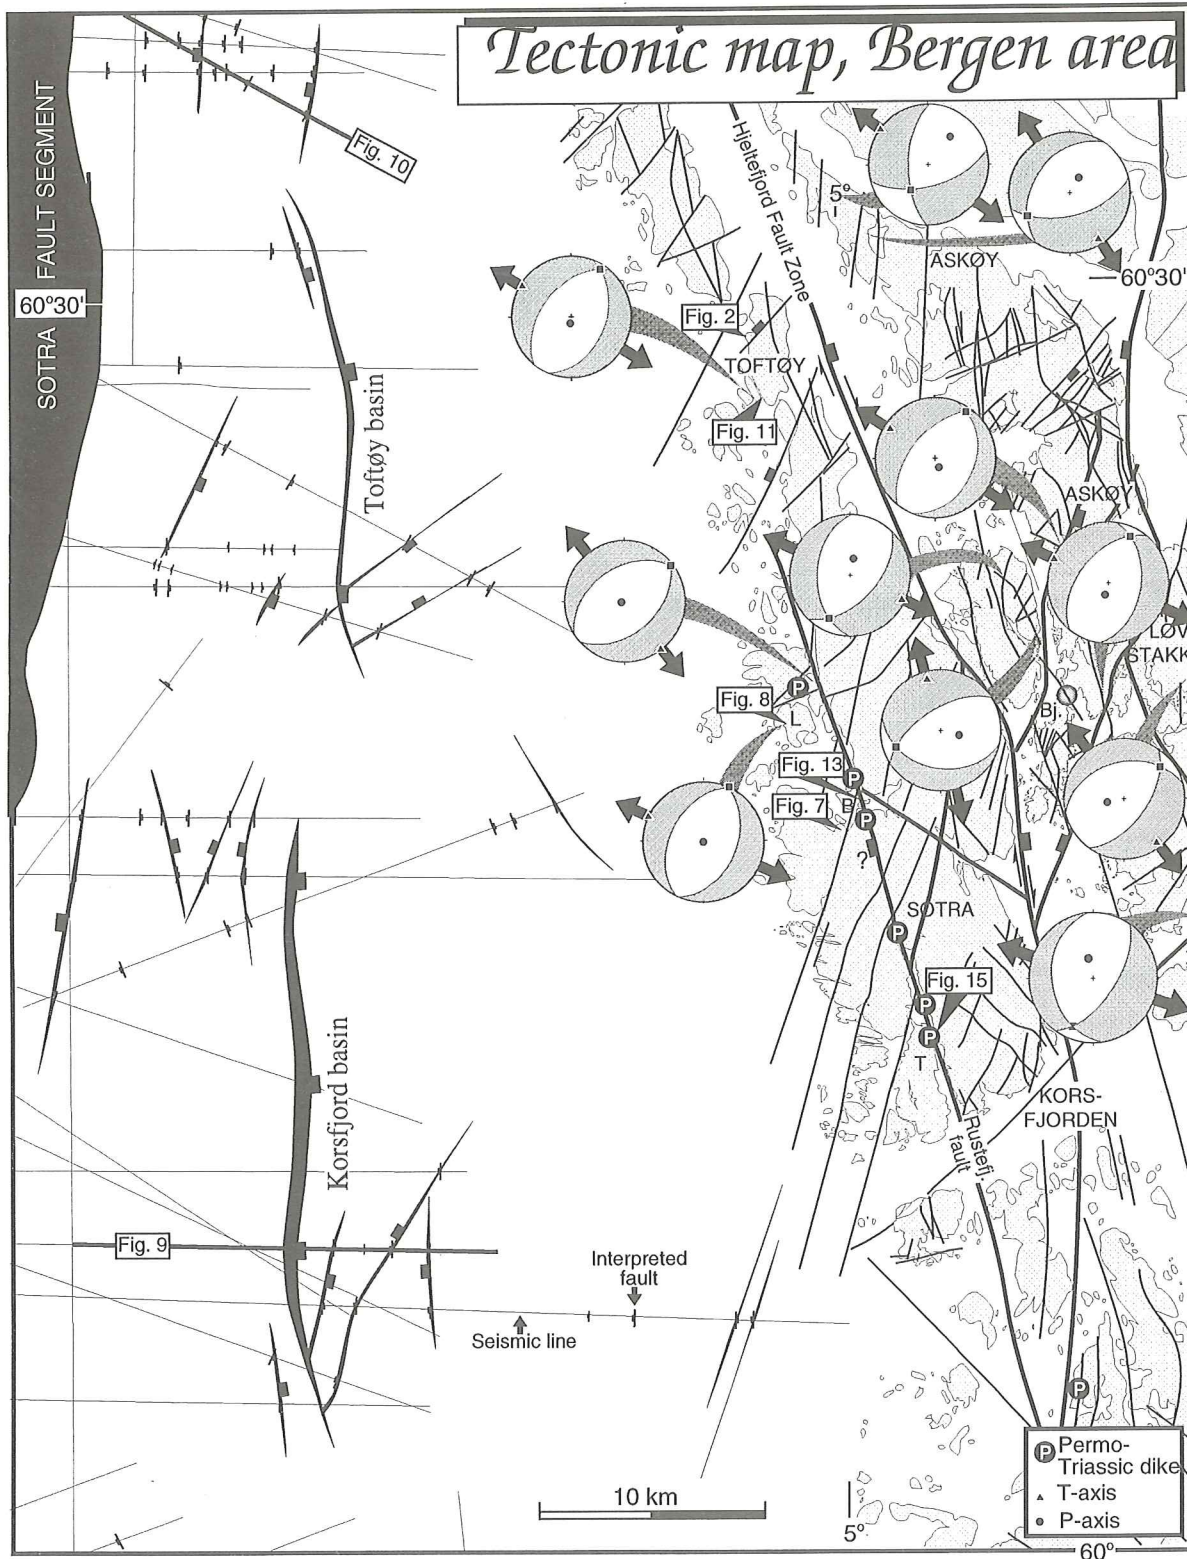 Tectonic map, Bergen area
SOTRA FAULT SEGMENT
Fig. 10
Hjeltefjord Fault Zone
5°
ASKØY
60°30'
60°30'
Fig. 2
TOFTØY
Fig. 11
Toftøy basin
ASKØY
LØV
STAKK
Fig. 8
P
L
Bj.
Fig. 13
P
Fig. 7
B
P
?
SOTRA
P
Fig. 15
P
P
T
Korsfjord basin
KORS-
FJORDEN
Rustefj.
fault
Fig. 9
Interpreted
fault
Seismic line
P
P
Permo-
Triassic dike
T-axis
P-axis
10 km
5°
60°